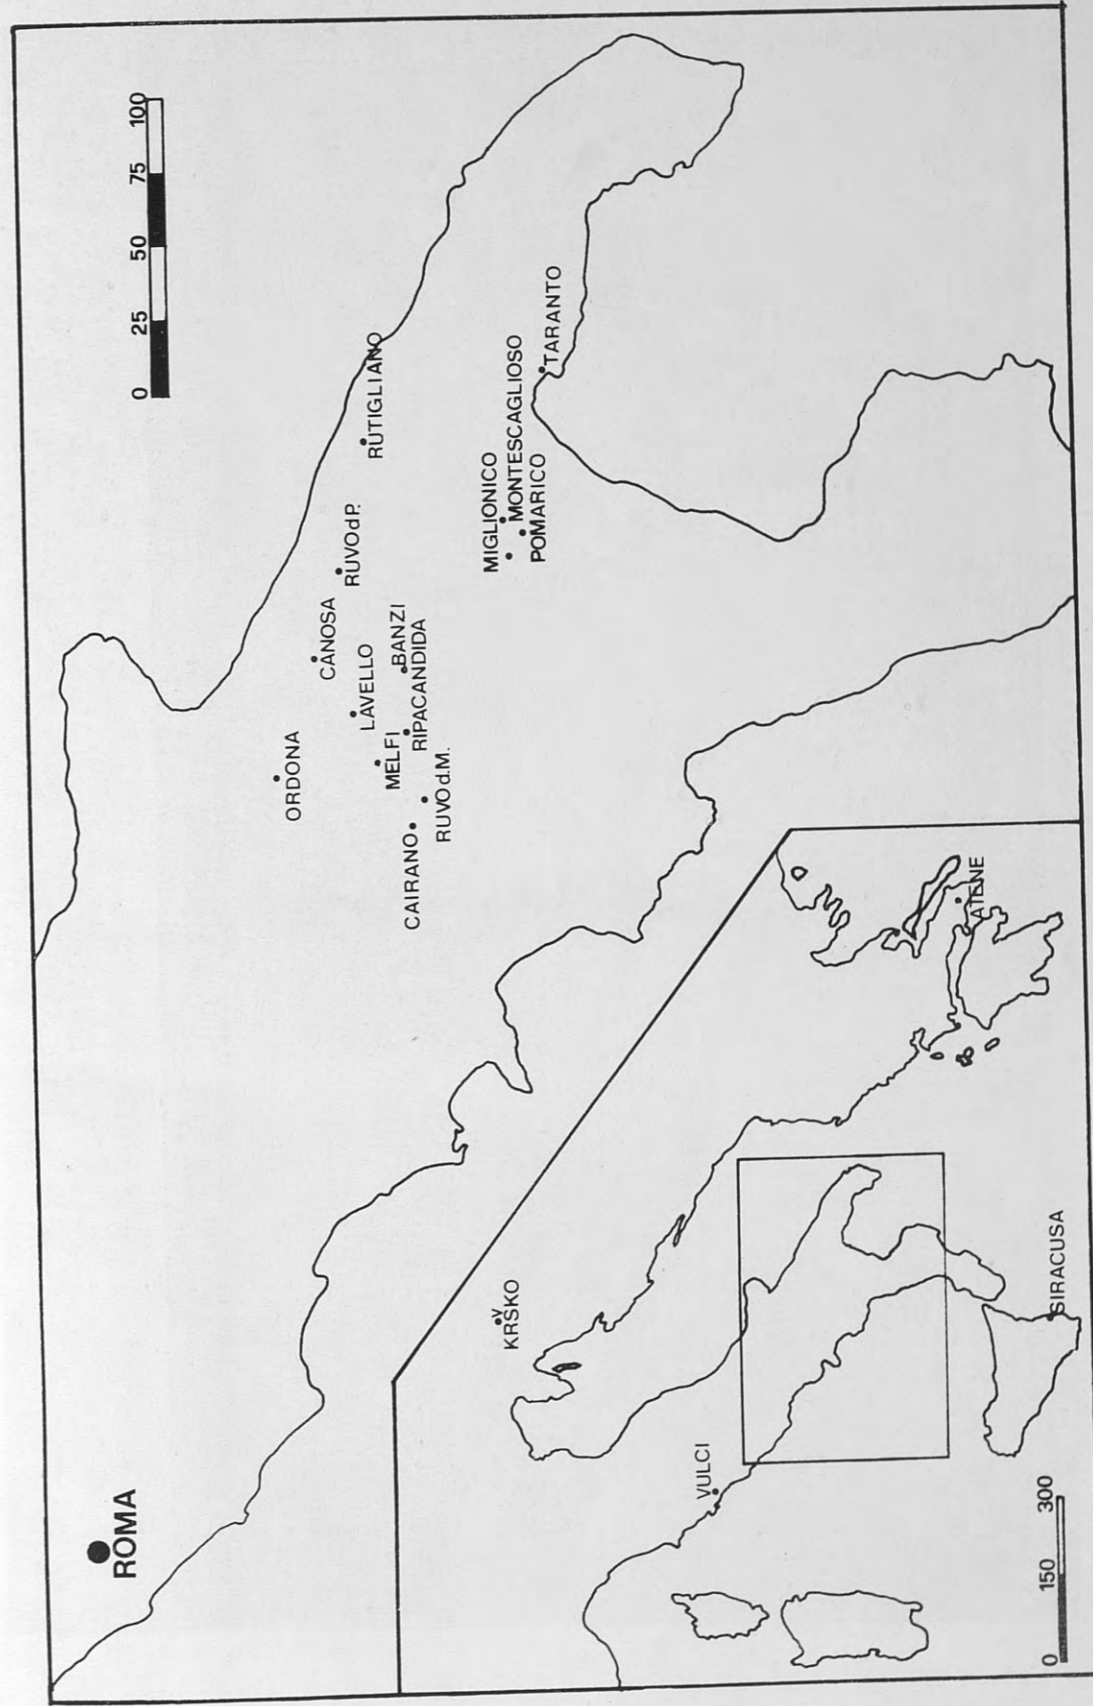 ROMA
0 25 50 75 100
ORDONA
CANOSA
RUVO d.P.
RUTIGLIANO
LAVELLO
MELFI
BANZI
RIPACANDIDA
CAIRANO
RUVO d.M.
MIGLIONICO
MONTESCAGLIOSO
POMARICO
TARANTO
KRŠKO
VULCI
ATENE
SIRACUSA
0 150 300